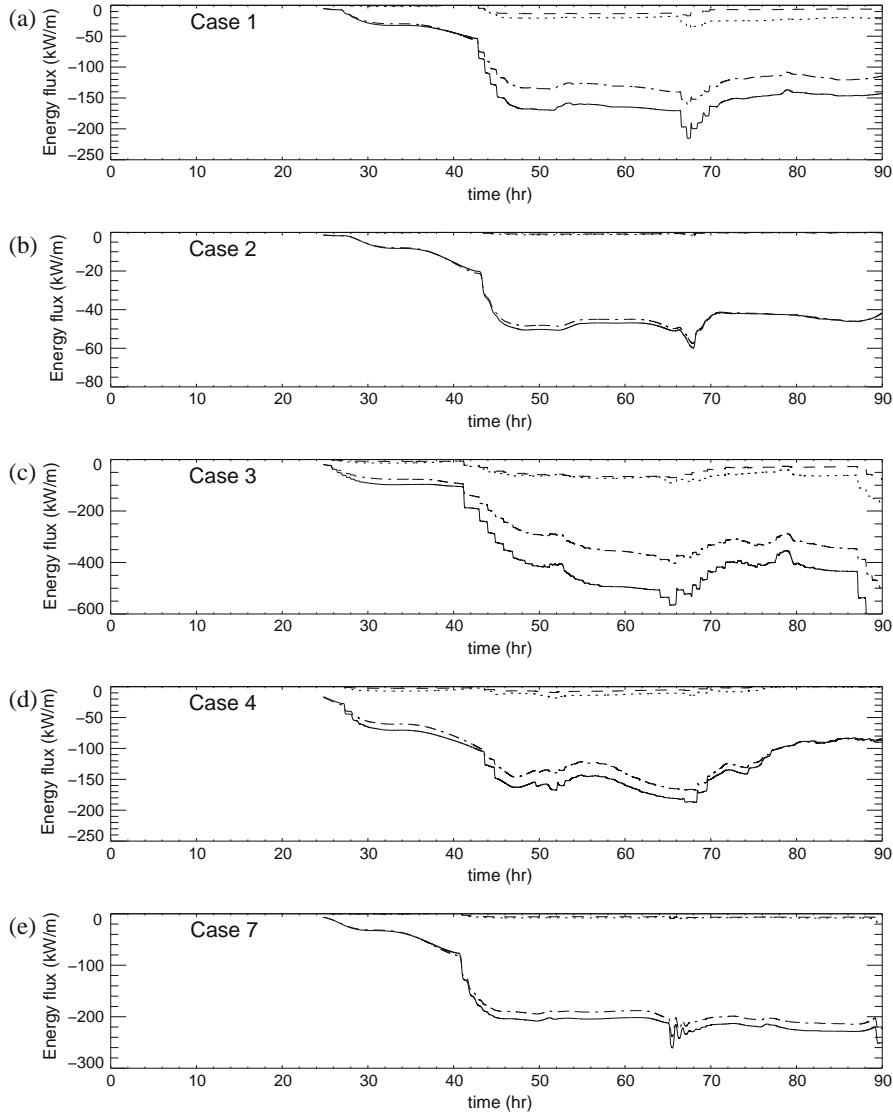 (a)
Case 1
Energy flux (kW/m)
0
−50
−100
−150
−200
−250
0 10 20 30 40 50 60 70 80 90
time (hr)
(b)
Case 2
Energy flux (kW/m)
0
−20
−40
−60
−80
0 10 20 30 40 50 60 70 80 90
time (hr)
(c)
Case 3
Energy flux (kW/m)
0
−200
−400
−600
0 10 20 30 40 50 60 70 80 90
time (hr)
(d)
Case 4
Energy flux (kW/m)
0
−50
−100
−150
−200
−250
0 10 20 30 40 50 60 70 80 90
time (hr)
(e)
Case 7
Energy flux (kW/m)
0
−100
−200
−300
0 10 20 30 40 50 60 70 80 90
time (hr)